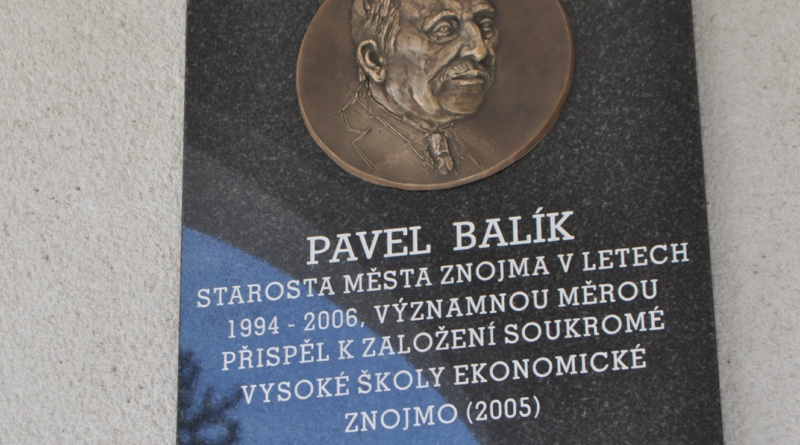 PAVEL BALÍK
STAROSTA MĚSTA ZNOJMA V LETECH
1994 - 2006, VÝZNAMNOU MĚROU
PŘISPĚL K ZALOŽENÍ SOUKROMÉ
VYSOKÉ ŠKOLY EKONOMICKÉ
ZNOJMO (2005)